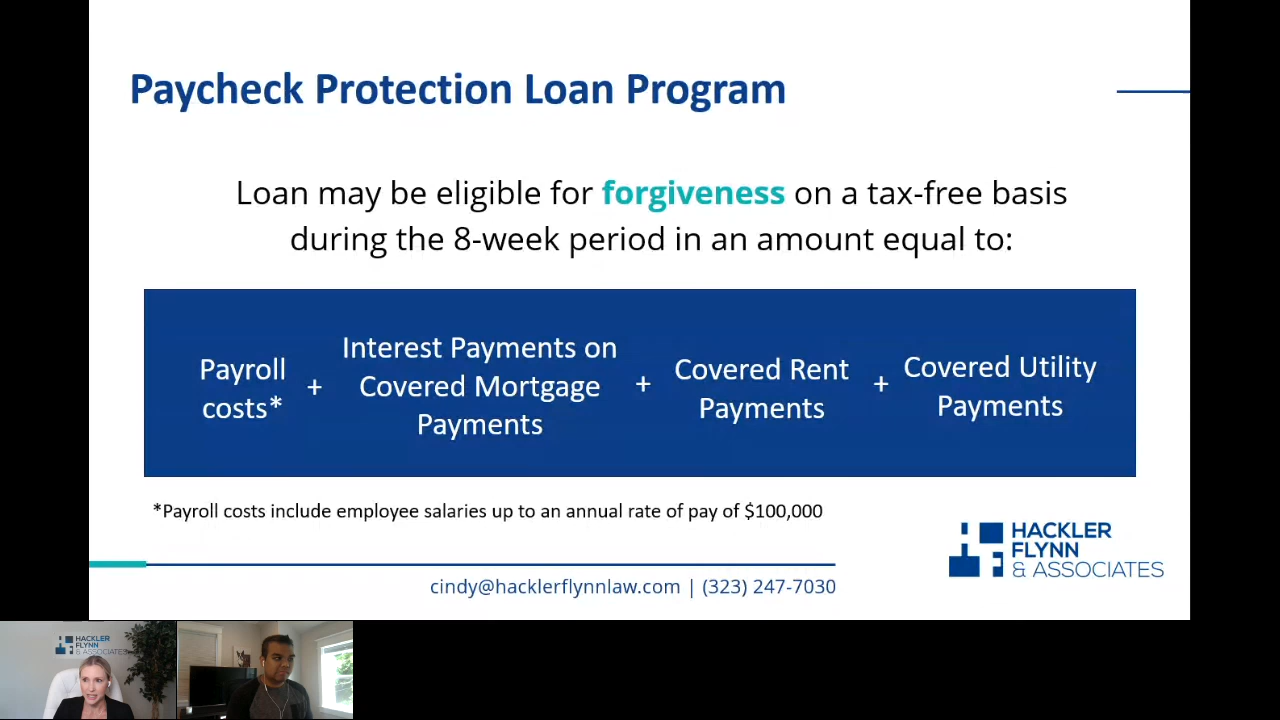 Paycheck Protection Loan Program
Loan may be eligible for forgiveness on a tax-free basis
during the 8-week period in an amount equal to:
Payroll
costs*
+
Interest Payments on
Covered Mortgage
Payments
+
Covered Rent
Payments
+
Covered Utility
Payments
*Payroll costs include employee salaries up to an annual rate of pay of $100,000
HACKLER
FLYNN
& ASSOCIATES
cindy@hacklerflynnlaw.com | (323) 247-7030
HACKLER
FLYNN
& ASSOCIATES